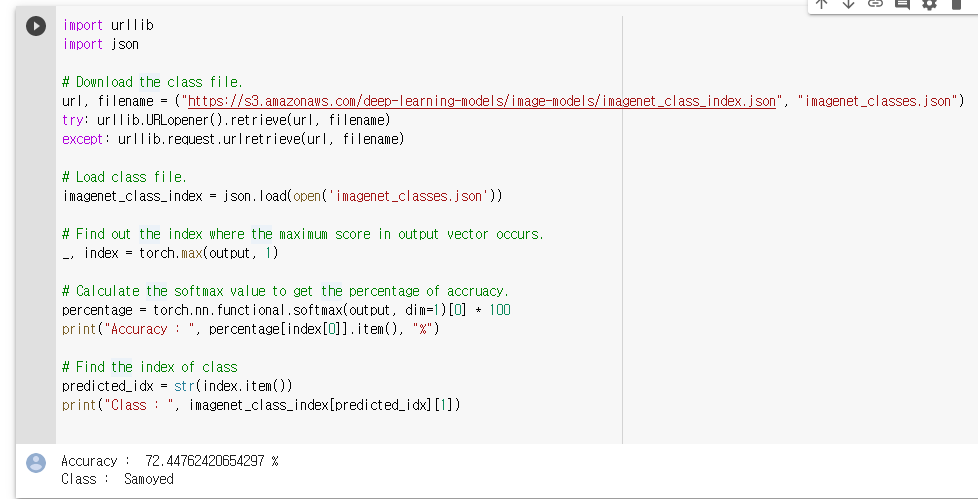 import urllib
import json
# Download the class file.
url, filename = ("https://s3.amazonaws.com/deep-learning-models/image-models/imagenet_class_index.json", "imagenet_classes.json")
try: urllib.URLopener().retrieve(url, filename)
except: urllib.request.urlretrieve(url, filename)
# Load class file.
imagenet_class_index = json.load(open('imagenet_classes.json'))
# Find out the index where the maximum score in output vector occurs.
_, index = torch.max(output, 1)
# Calculate the softmax value to get the percentage of accruacy.
percentage = torch.nn.functional.softmax(output, dim=1)[0] * 100
print("Accuracy : ", percentage[index[0]].item(), "%")
# Find the index of class
predicted_idx = str(index.item())
print("Class : ", imagenet_class_index[predicted_idx][1])
Accuracy :  72.44762420654297 %
Class :  Samoyed